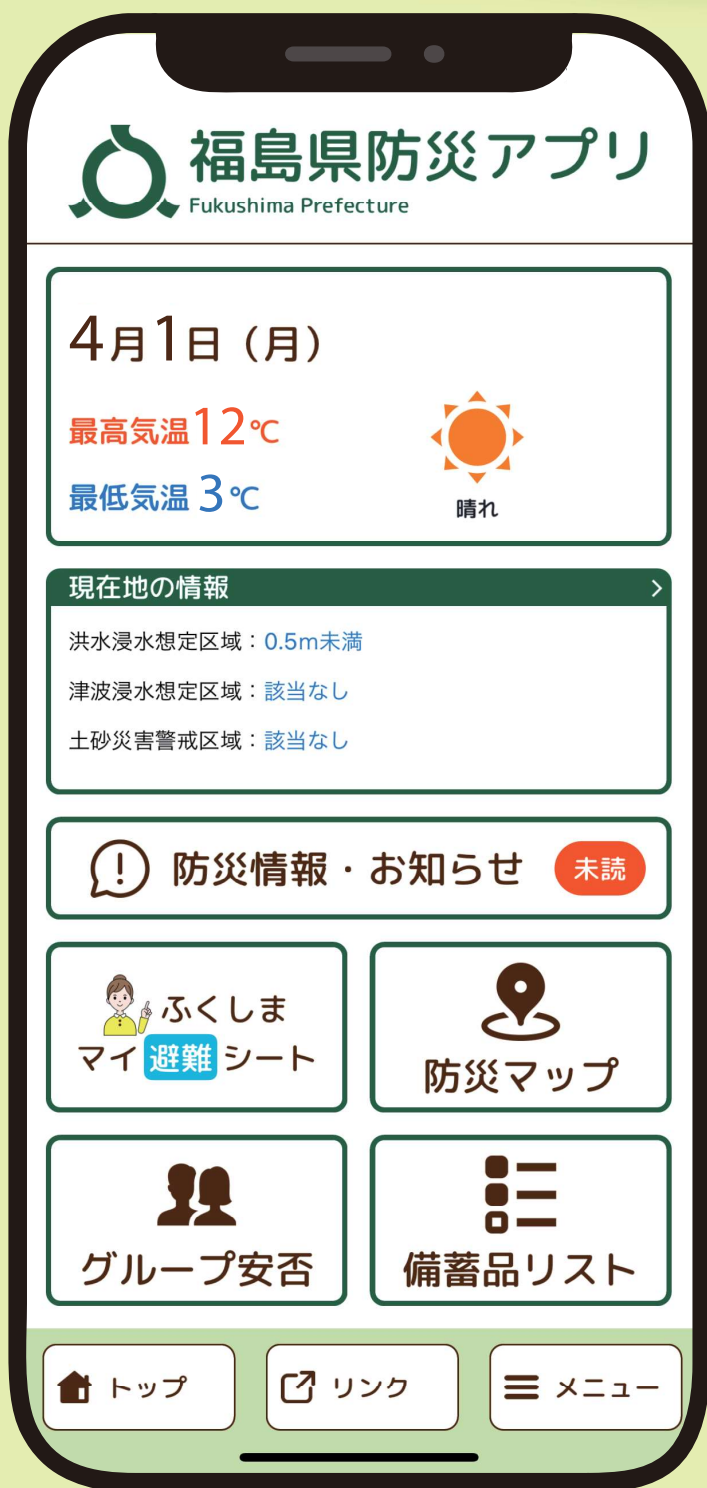 福島県防災アプリ
Fukushima Prefecture
4月1日（月）
最高気温12℃
最低気温 3℃
晴れ
現在地の情報
洪水浸水想定区域：0.5m未満
津波浸水想定区域：該当なし
土砂災害警戒区域：該当なし
防災情報・お知らせ 未読
ふくしま
マイ避難シート
防災マップ
グループ安否
備蓄品リスト
トップ
リンク
メニュー